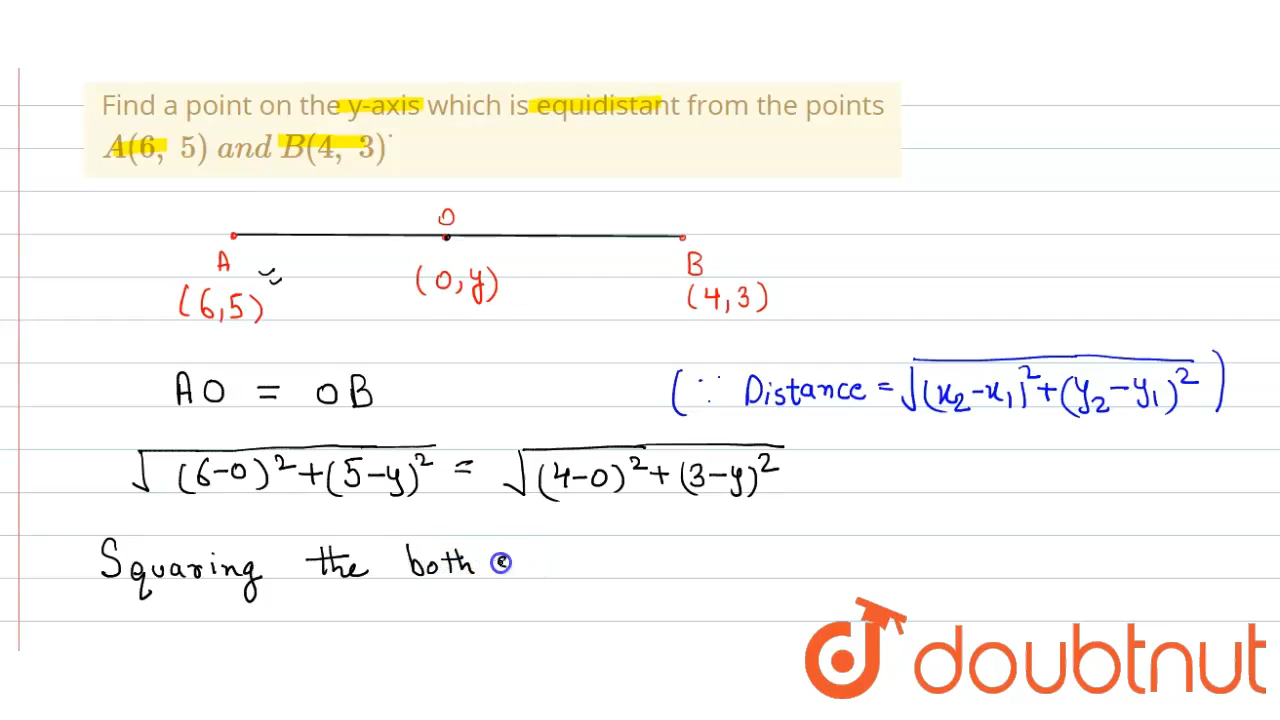 Find a point on the y-axis which is equidistant from the points
A(6, 5) and B(4, 3)·
O
A
B
(0,y)
(6,5)
(4,3)
AO = OB
(∵ Distance = √(x₂-x₁)²+(y₂-y₁)²)
√(6-0)²+(5-y)² = √(4-0)²+(3-y)²
Squaring the both
doubtnut